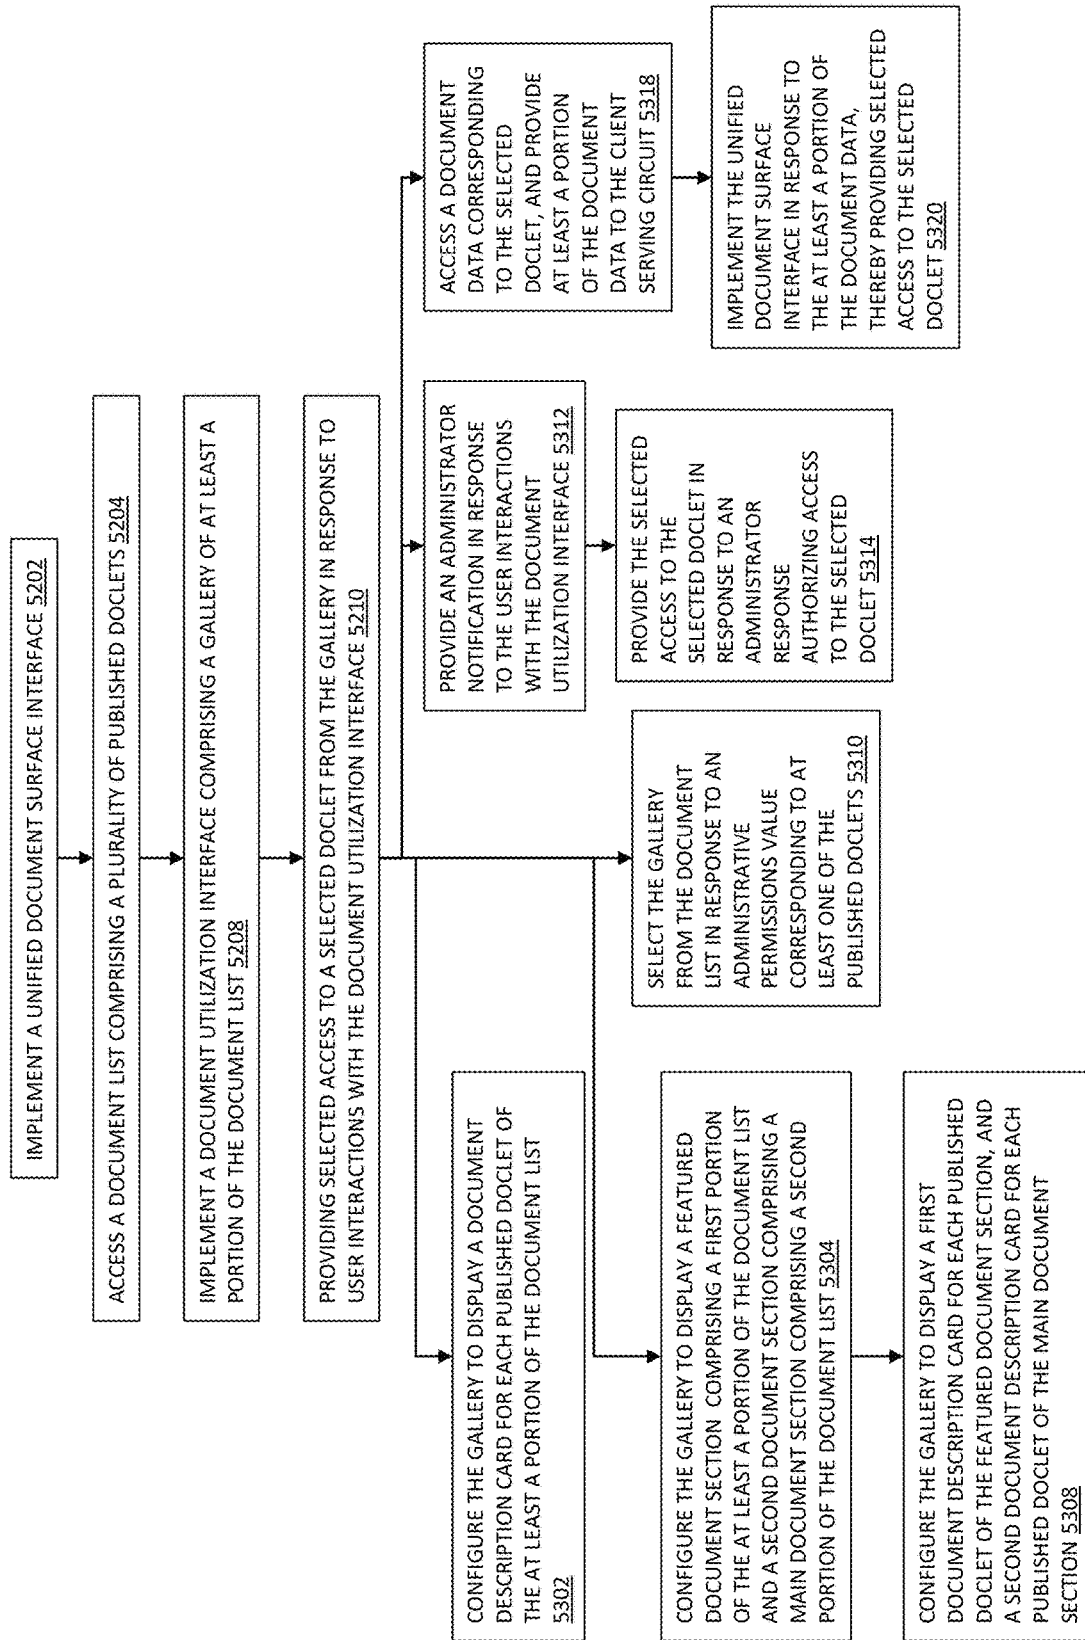 IMPLEMENT A UNIFIED DOCUMENT SURFACE INTERFACE 5202
ACCESS A DOCUMENT LIST COMPRISING A PLURALITY OF PUBLISHED DOCLETS 5204
IMPLEMENT A DOCUMENT UTILIZATION INTERFACE COMPRISING A GALLERY OF AT LEAST A
PORTION OF THE DOCUMENT LIST 5208
PROVIDING SELECTED ACCESS TO A SELECTED DOCLET FROM THE GALLERY IN RESPONSE TO
USER INTERACTIONS WITH THE DOCUMENT UTILIZATION INTERFACE 5210
CONFIGURE THE GALLERY TO DISPLAY A DOCUMENT
DESCRIPTION CARD FOR EACH PUBLISHED DOCLET OF
THE AT LEAST A PORTION OF THE DOCUMENT LIST
5302
CONFIGURE THE GALLERY TO DISPLAY A FEATURED
DOCUMENT SECTION COMPRISING A FIRST PORTION
OF THE AT LEAST A PORTION OF THE DOCUMENT LIST
AND A SECOND DOCUMENT SECTION COMPRISING A
MAIN DOCUMENT SECTION COMPRISING A SECOND
PORTION OF THE DOCUMENT LIST 5304
CONFIGURE THE GALLERY TO DISPLAY A FIRST
DOCUMENT DESCRIPTION CARD FOR EACH PUBLISHED
DOCLET OF THE FEATURED DOCUMENT SECTION, AND
A SECOND DOCUMENT DESCRIPTION CARD FOR EACH
PUBLISHED DOCLET OF THE MAIN DOCUMENT
SECTION 5308
SELECT THE GALLERY
FROM THE DOCUMENT
LIST IN RESPONSE TO AN
ADMINISTRATIVE
PERMISSIONS VALUE
CORRESPONDING TO AT
LEAST ONE OF THE
PUBLISHED DOCLETS 5310
PROVIDE AN ADMINISTRATOR
NOTIFICATION IN RESPONSE
TO THE USER INTERACTIONS
WITH THE DOCUMENT
UTILIZATION INTERFACE 5312
PROVIDE THE SELECTED
ACCESS TO THE
SELECTED DOCLET IN
RESPONSE TO AN
ADMINISTRATOR
RESPONSE
AUTHORIZING ACCESS
TO THE SELECTED
DOCLET 5314
ACCESS A DOCUMENT
DATA CORRESPONDING
TO THE SELECTED
DOCLET, AND PROVIDE
AT LEAST A PORTION
OF THE DOCUMENT
DATA TO THE CLIENT
SERVING CIRCUIT 5318
IMPLEMENT THE UNIFIED
DOCUMENT SURFACE
INTERFACE IN RESPONSE TO
THE AT LEAST A PORTION OF
THE DOCUMENT DATA,
THEREBY PROVIDING SELECTED
ACCESS TO THE SELECTED
DOCLET 5320